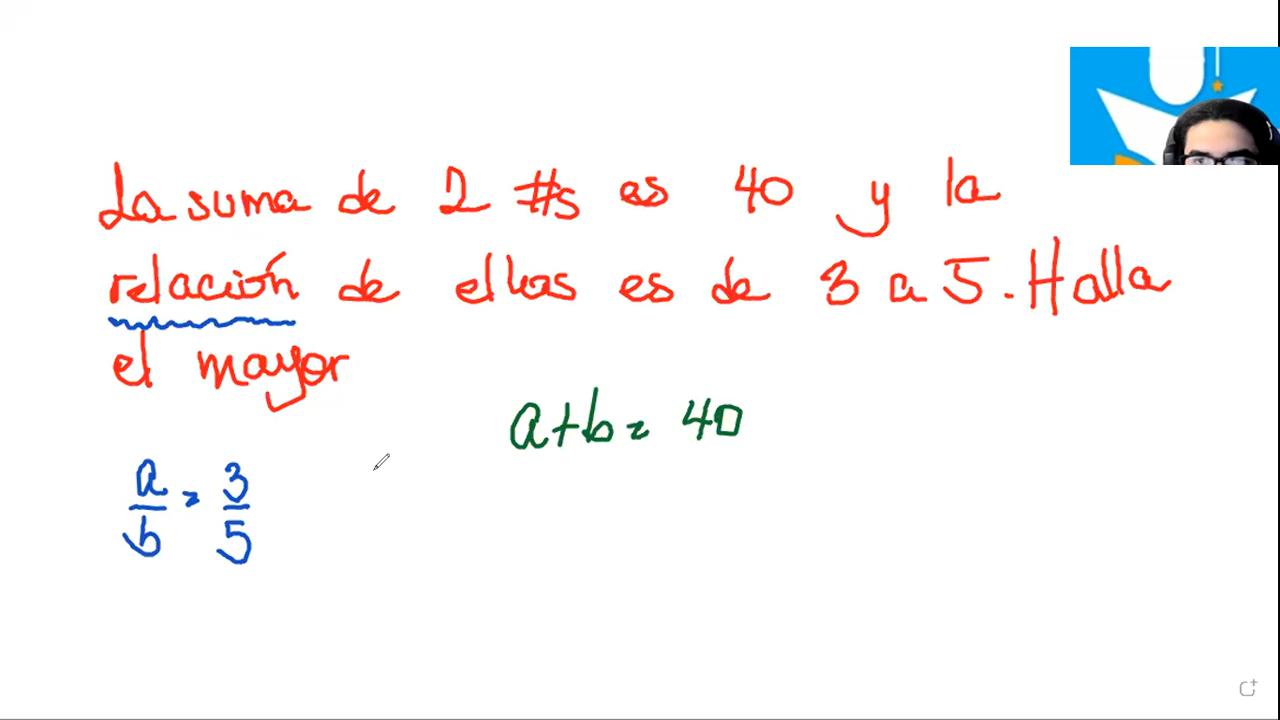 La suma de 2 #s es 40 y la
relación de ellos es de 3 a 5. Halla
el mayor
a+b= 40
a/b = 3/5